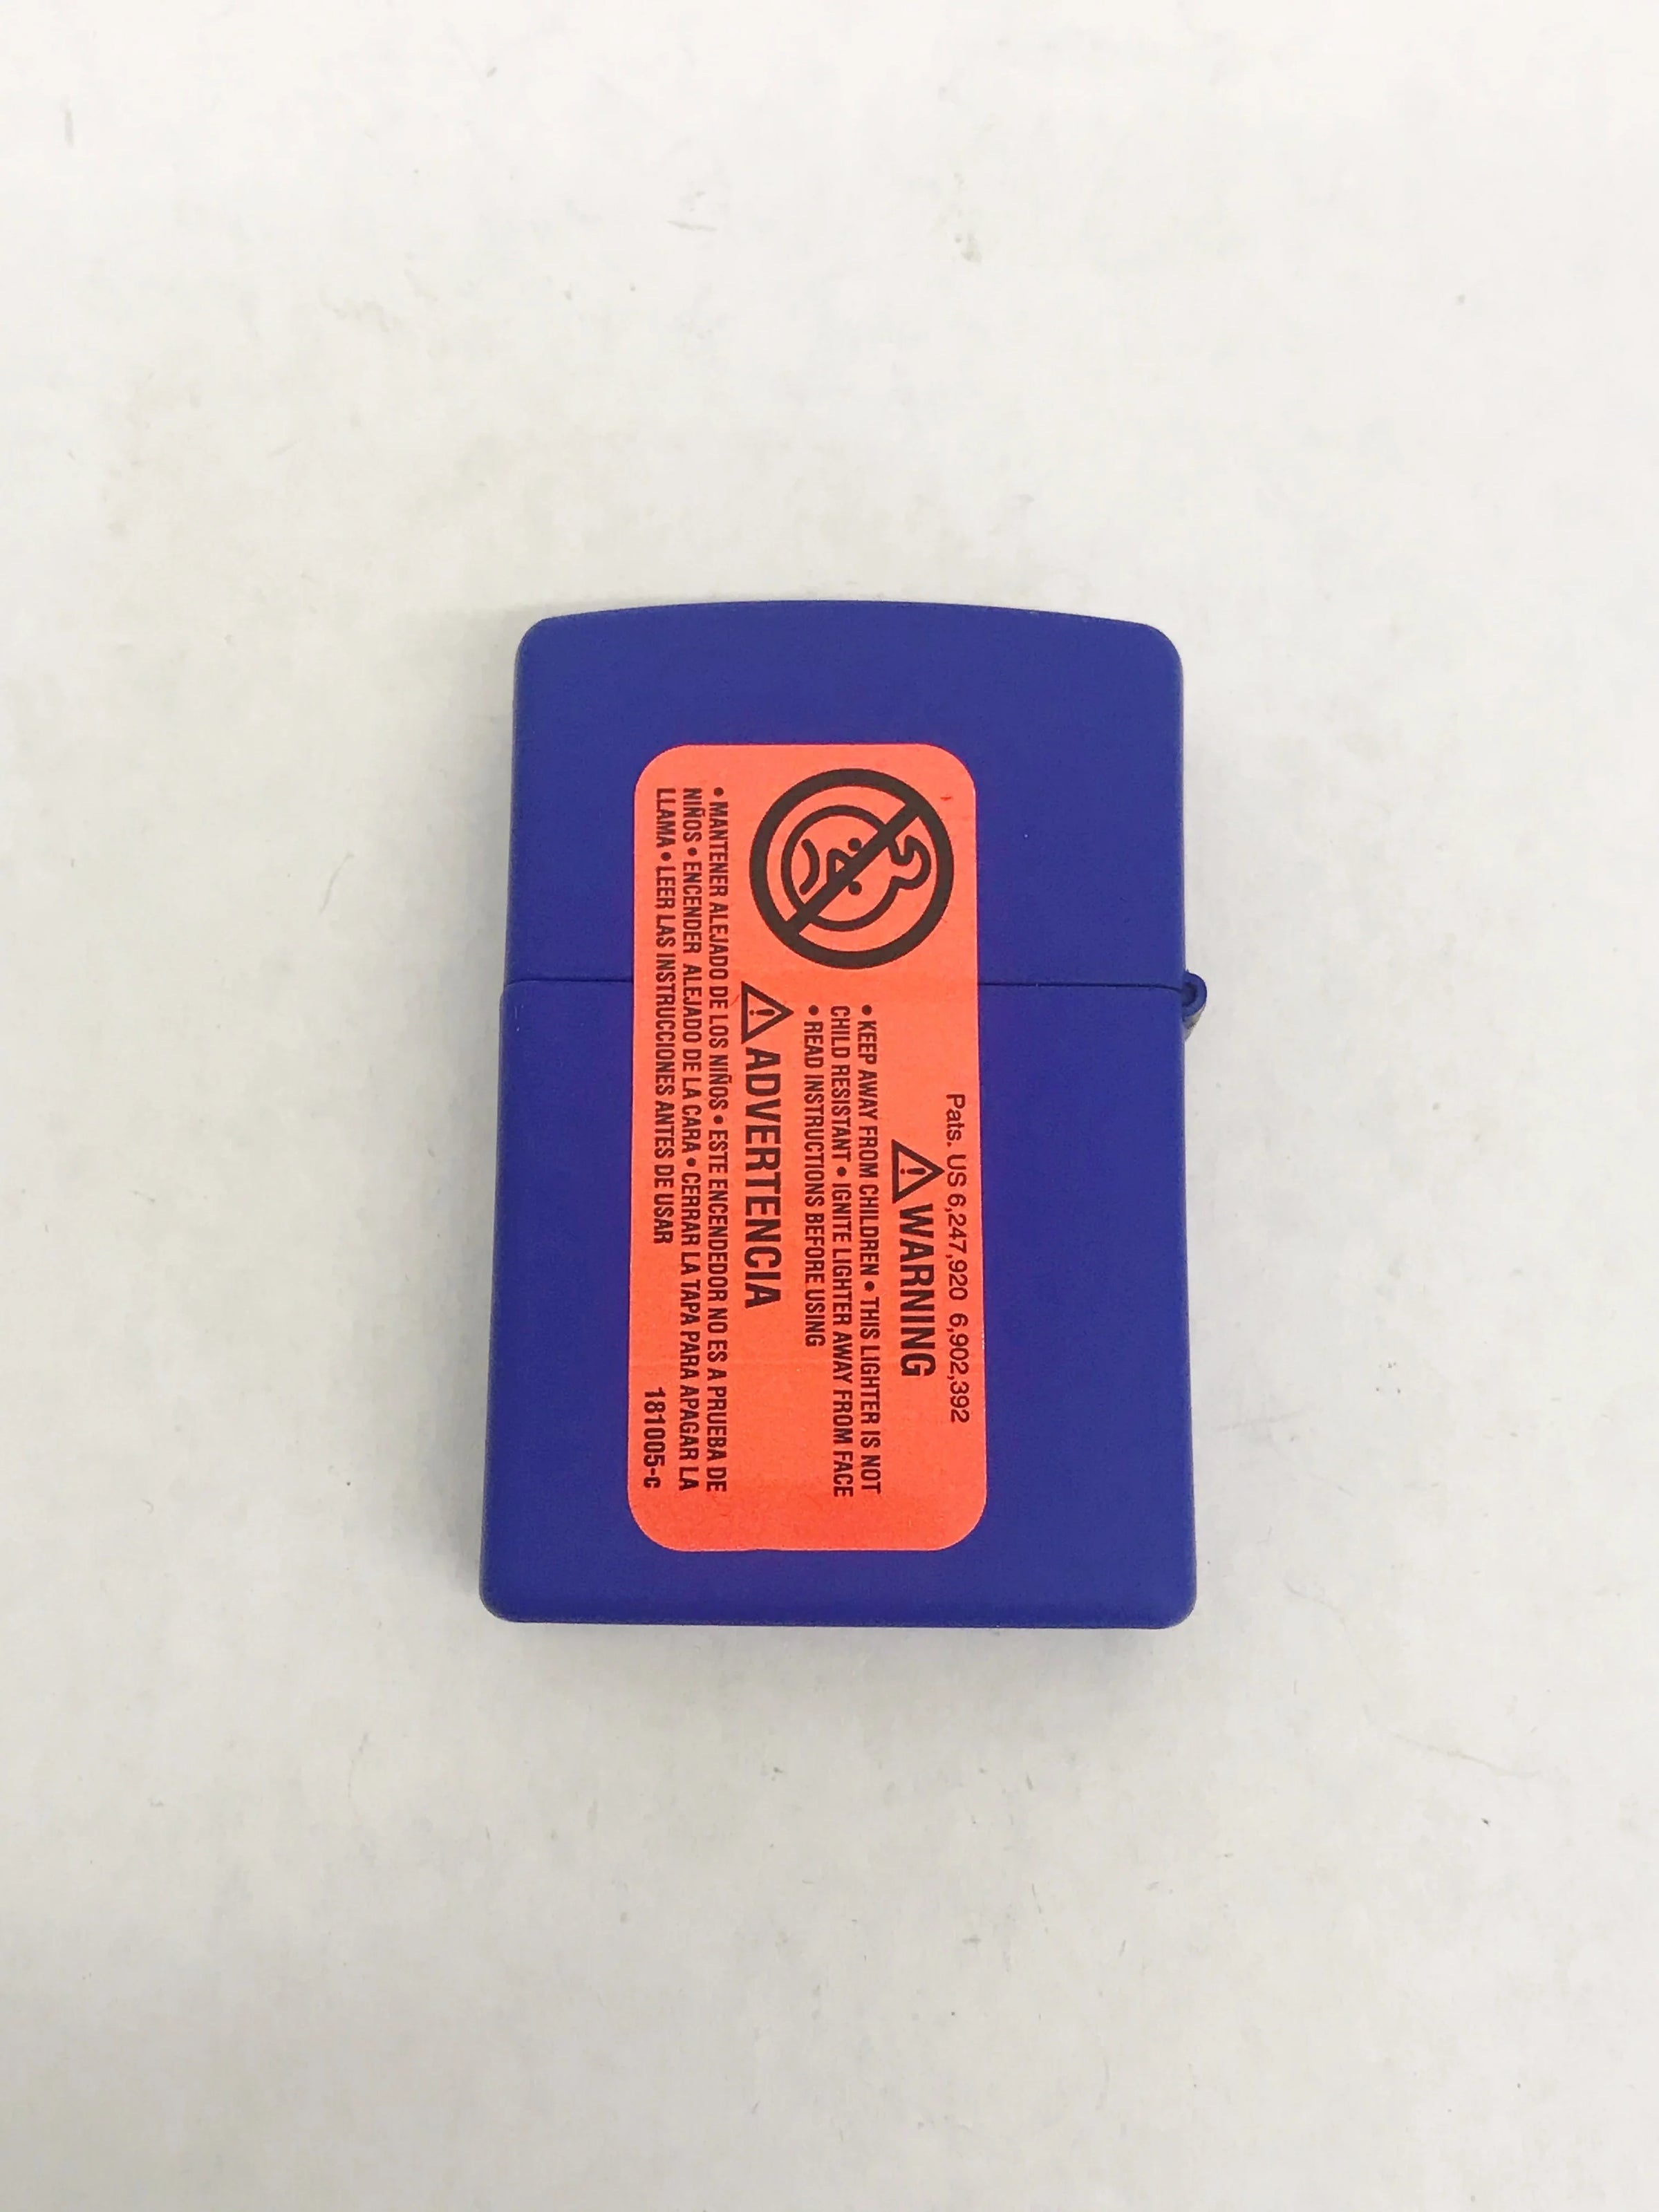 Pats. US 6,247,920 6,902,392
⚠WARNING
• KEEP AWAY FROM CHILDREN • THIS LIGHTER IS NOT
CHILD RESISTANT • IGNITE LIGHTER AWAY FROM FACE
• READ INSTRUCTIONS BEFORE USING
⚠ADVERTENCIA
• MANTENER ALEJADO DE LOS NIÑOS • ESTE ENCENDEDOR NO ES A PRUEBA DE
NIÑOS • ENCENDER ALEJADO DE LA CARA • CERRAR LA TAPA PARA APAGAR LA
LLAMA • LEER LAS INSTRUCCIONES ANTES DE USAR
181005-c